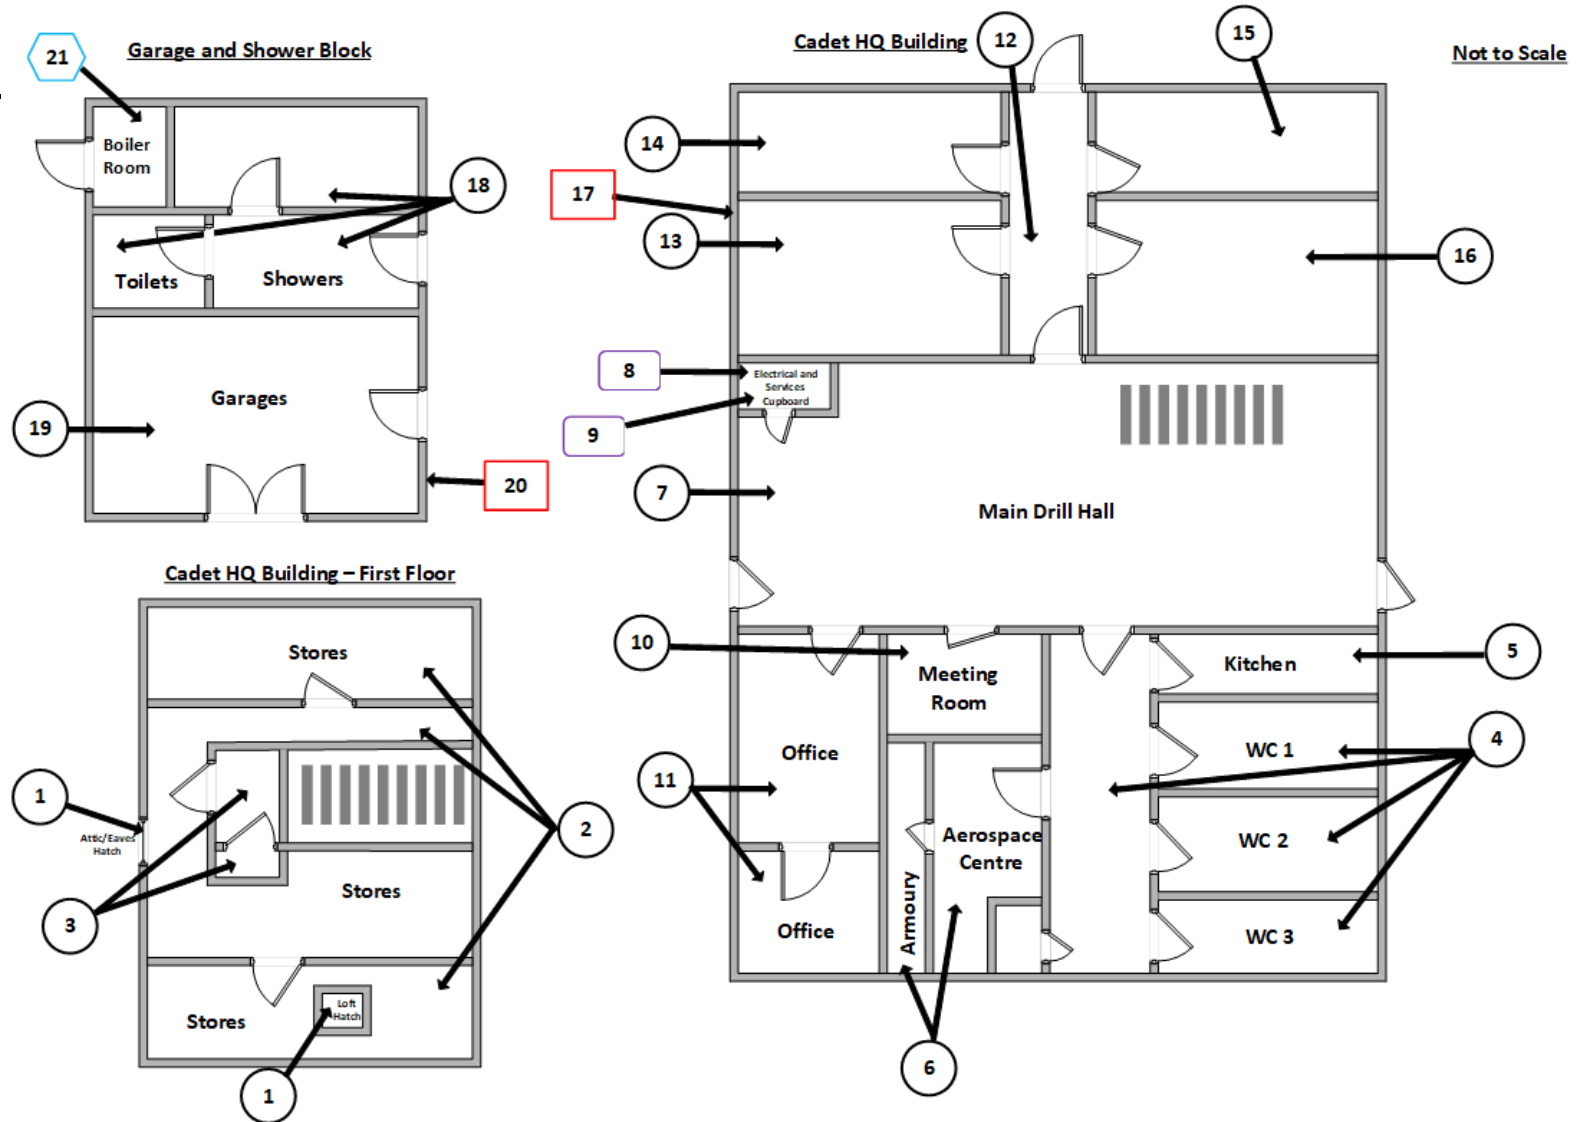 Garage and Shower Block
Cadet HQ Building
Not to Scale
21
12
15
Boiler
Room
14
18
17
13
16
Toilets
Showers
8
Electrical and
Services
Cupboard
9
Garages
19
20
7
Main Drill Hall
Cadet HQ Building – First Floor
10
Stores
Meeting
Room
Kitchen
5
Office
WC 1
4
11
1
Attic/Eaves
Hatch
2
Aerospace
Centre
WC 2
Stores
3
Armoury
Office
WC 3
Loft
Hatch
Stores
1
6